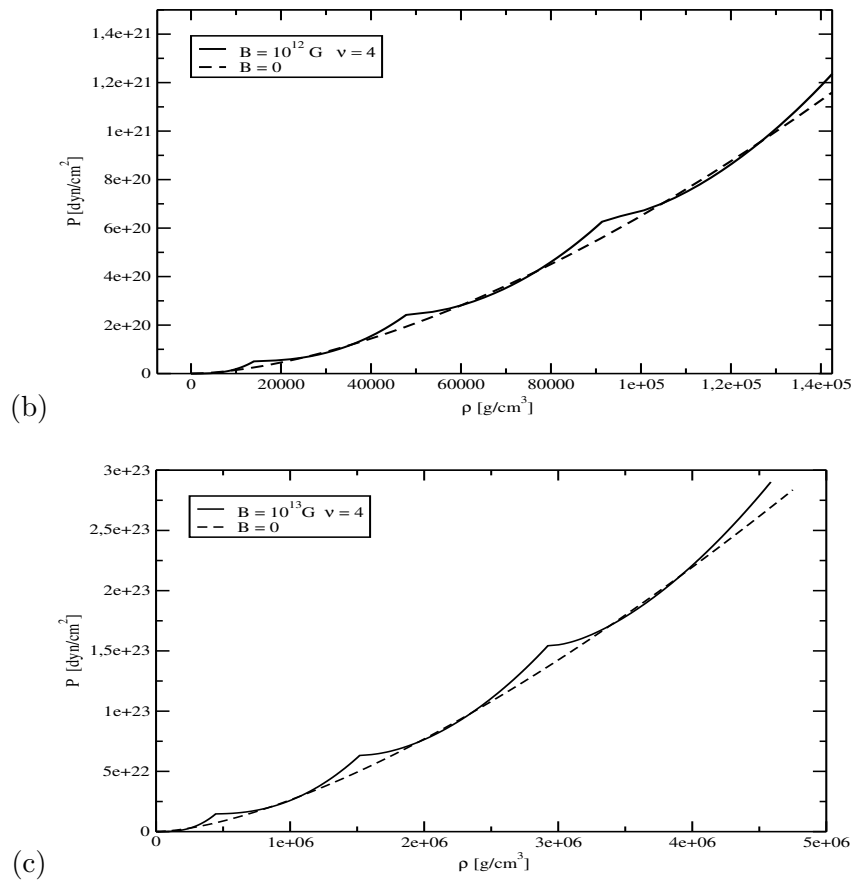 1,4e+21
1,2e+21
1e+21
8e+20
6e+20
4e+20
2e+20
0
P [dyn/cm²]
B = 10¹² G ν = 4
B = 0
0 20000 40000 60000 80000 1e+05 1,2e+05 1,4e+05
ρ [g/cm³]
(b)
3e+23
2,5e+23
2e+23
1,5e+23
1e+23
5e+22
0
P [dyn/cm²]
B = 10¹³ G ν = 4
B = 0
0 1e+06 2e+06 3e+06 4e+06 5e+06
ρ [g/cm³]
(c)